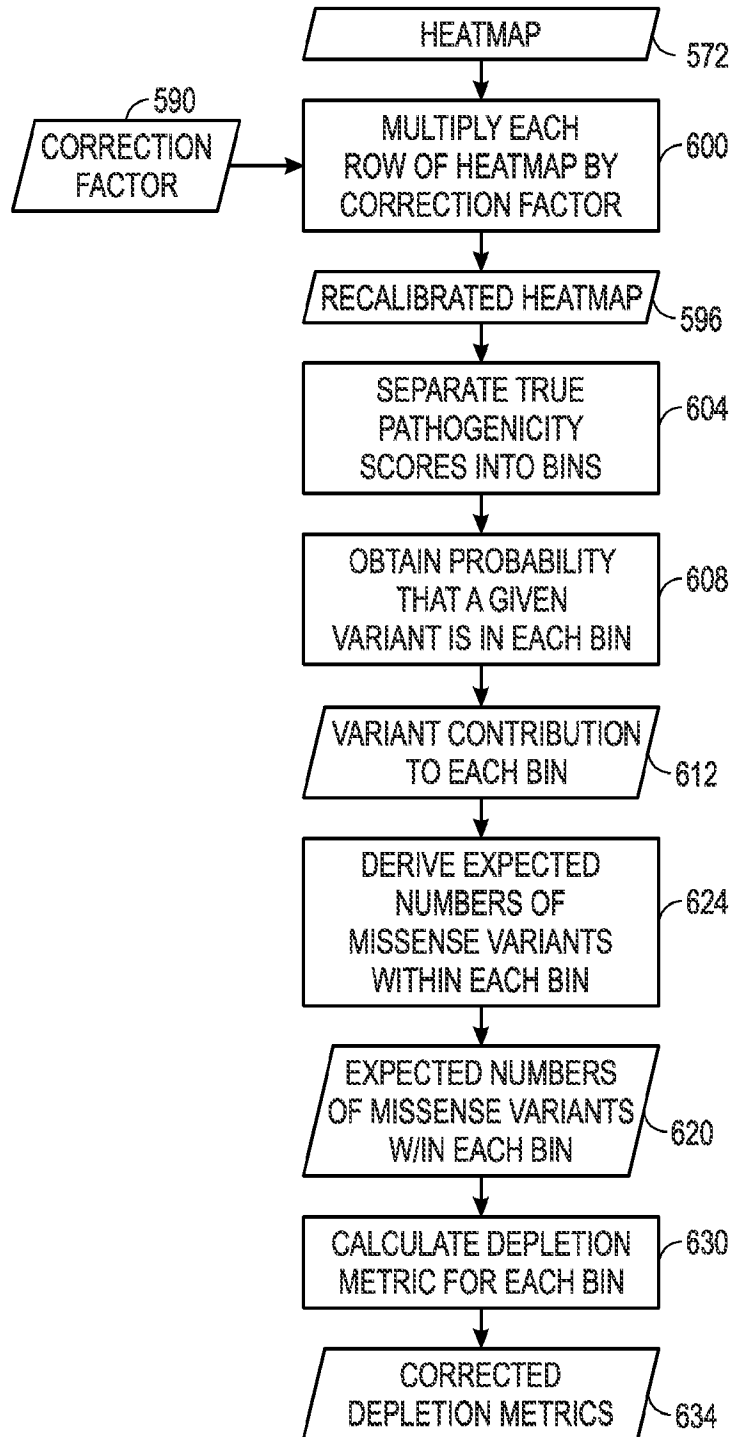 HEATMAP
572
590
CORRECTION
FACTOR
MULTIPLY EACH
ROW OF HEATMAP BY
CORRECTION FACTOR
600
RECALIBRATED HEATMAP
596
SEPARATE TRUE
PATHOGENICITY
SCORES INTO BINS
604
OBTAIN PROBABILITY
THAT A GIVEN
VARIANT IS IN EACH BIN
608
VARIANT CONTRIBUTION
TO EACH BIN
612
DERIVE EXPECTED
NUMBERS OF
MISSENSE VARIANTS
WITHIN EACH BIN
624
EXPECTED NUMBERS
OF MISSENSE VARIANTS
W/IN EACH BIN
620
CALCULATE DEPLETION
METRIC FOR EACH BIN
630
CORRECTED
DEPLETION METRICS
634